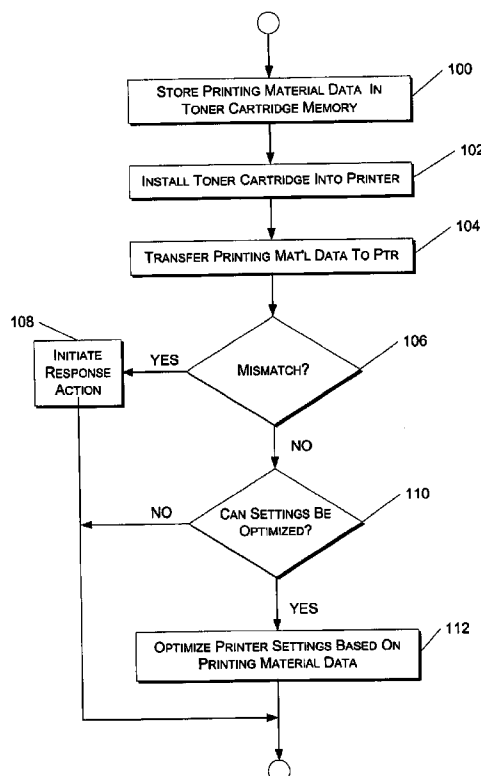 STORE PRINTING MATERIAL DATA IN
TONER CARTRIDGE MEMORY
100
INSTALL TONER CARTRIDGE INTO PRINTER
102
TRANSFER PRINTING MAT'L DATA TO PTR
104
108
INITIATE
RESPONSE
ACTION
YES
MISMATCH?
106
NO
NO
CAN SETTINGS BE
OPTIMIZED?
110
YES
OPTIMIZE PRINTER SETTINGS BASED ON
PRINTING MATERIAL DATA
112